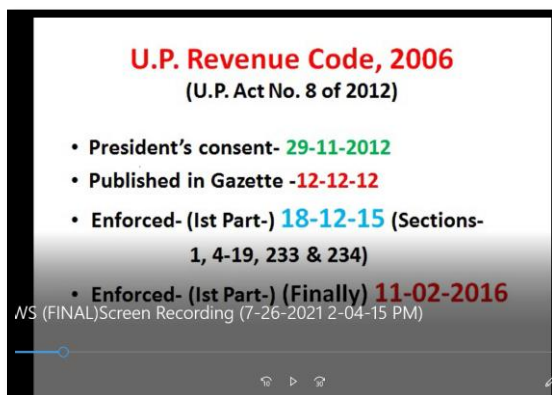 U.P. Revenue Code, 2006
(U.P. Act No. 8 of 2012)
• President's consent- 29-11-2012
• Published in Gazette -12-12-12
• Enforced- (Ist Part-) 18-12-15 (Sections-
1, 4-19, 233 & 234)
• Enforced- (Ist Part-) (Finally) 11-02-2016
WS (FINAL)Screen Recording (7-26-2021 2-04-15 PM)
10 30